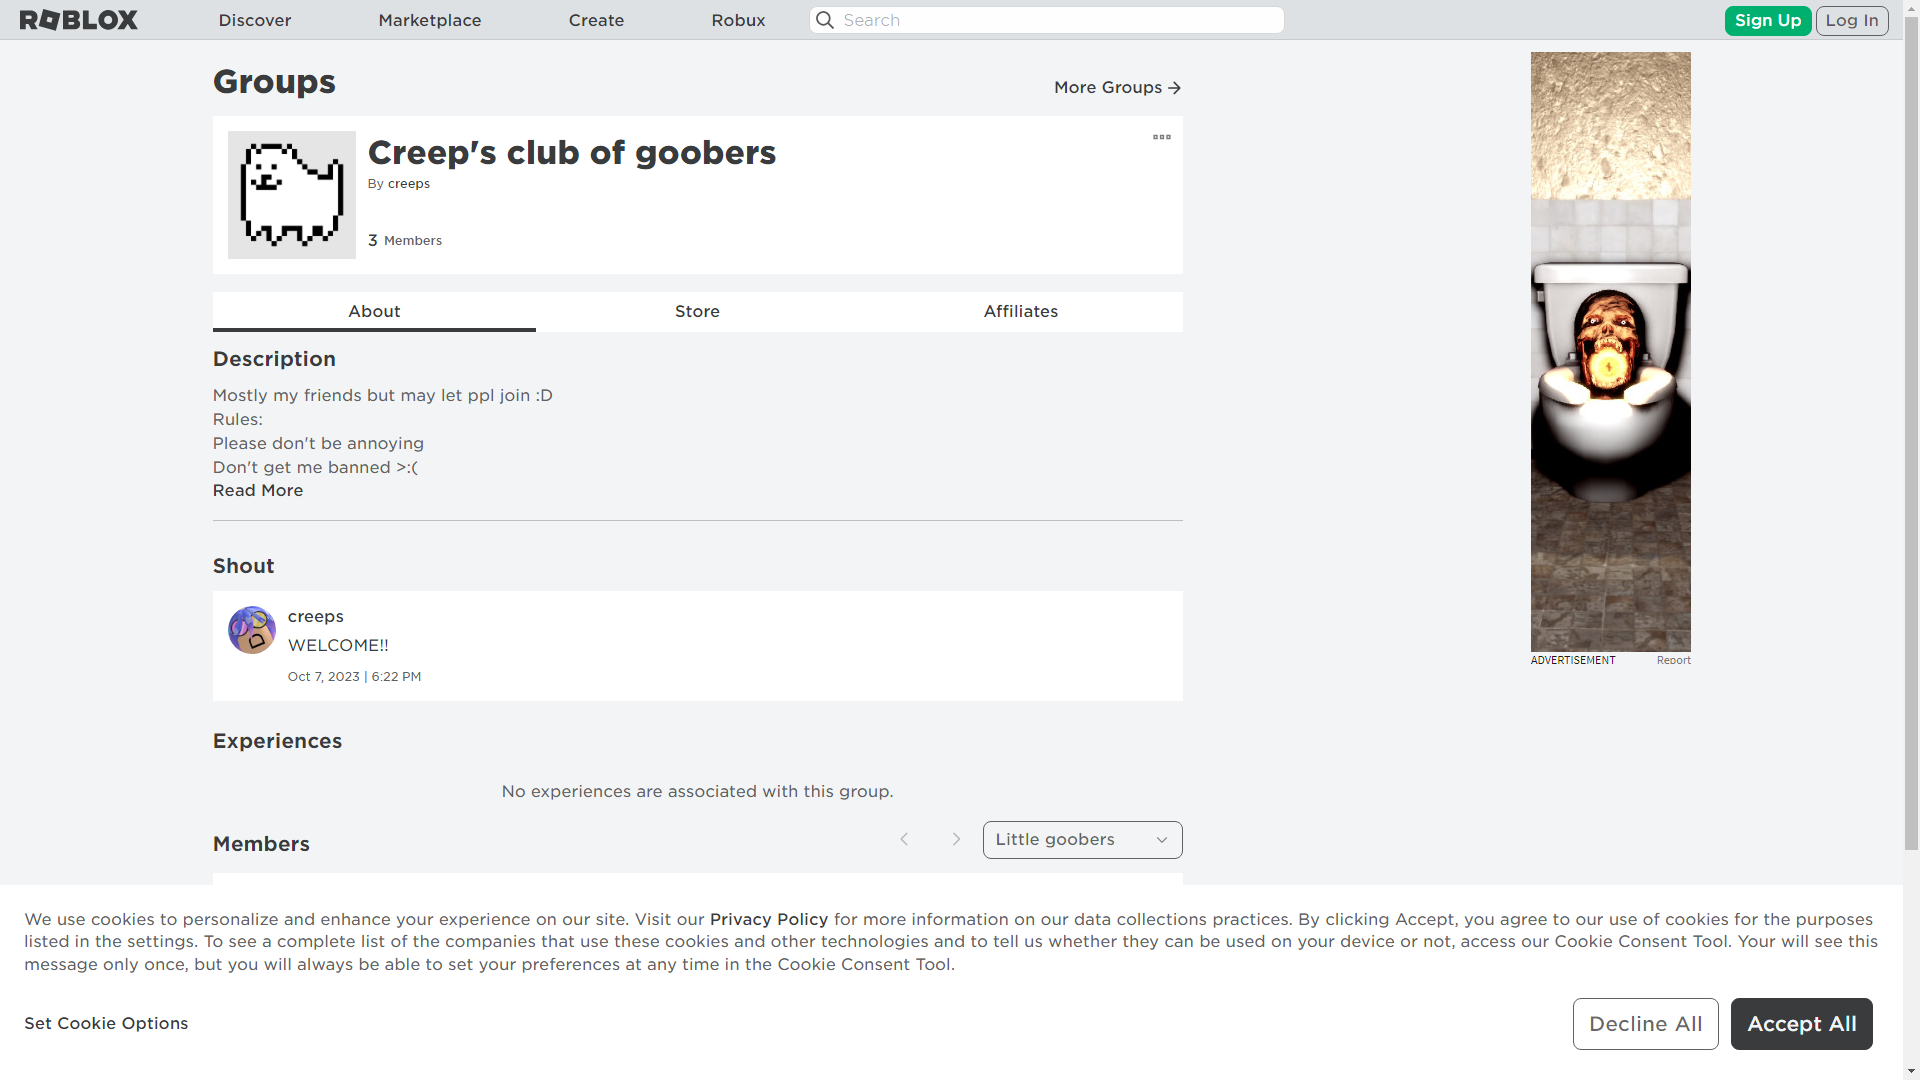 ROBLOX
Discover
Marketplace
Create
Robux
Search
Sign Up
Log In
Groups
More Groups
Creep's club of goobers
By creeps
3 Members
About
Store
Affiliates
Description
Mostly my friends but may let ppl join :D
Rules:
Please don't be annoying
Don't get me banned >:(
Read More
Shout
creeps
WELCOME!!
Oct 7, 2023 | 6:22 PM
Experiences
No experiences are associated with this group.
Members
Little goobers
ADVERTISEMENT
Report
We use cookies to personalize and enhance your experience on our site. Visit our Privacy Policy for more information on our data collections practices. By clicking Accept, you agree to our use of cookies for the purposes
listed in the settings. To see a complete list of the companies that use these cookies and other technologies and to tell us whether they can be used on your device or not, access our Cookie Consent Tool. Your will see this
message only once, but you will always be able to set your preferences at any time in the Cookie Consent Tool.
Set Cookie Options
Decline All
Accept All